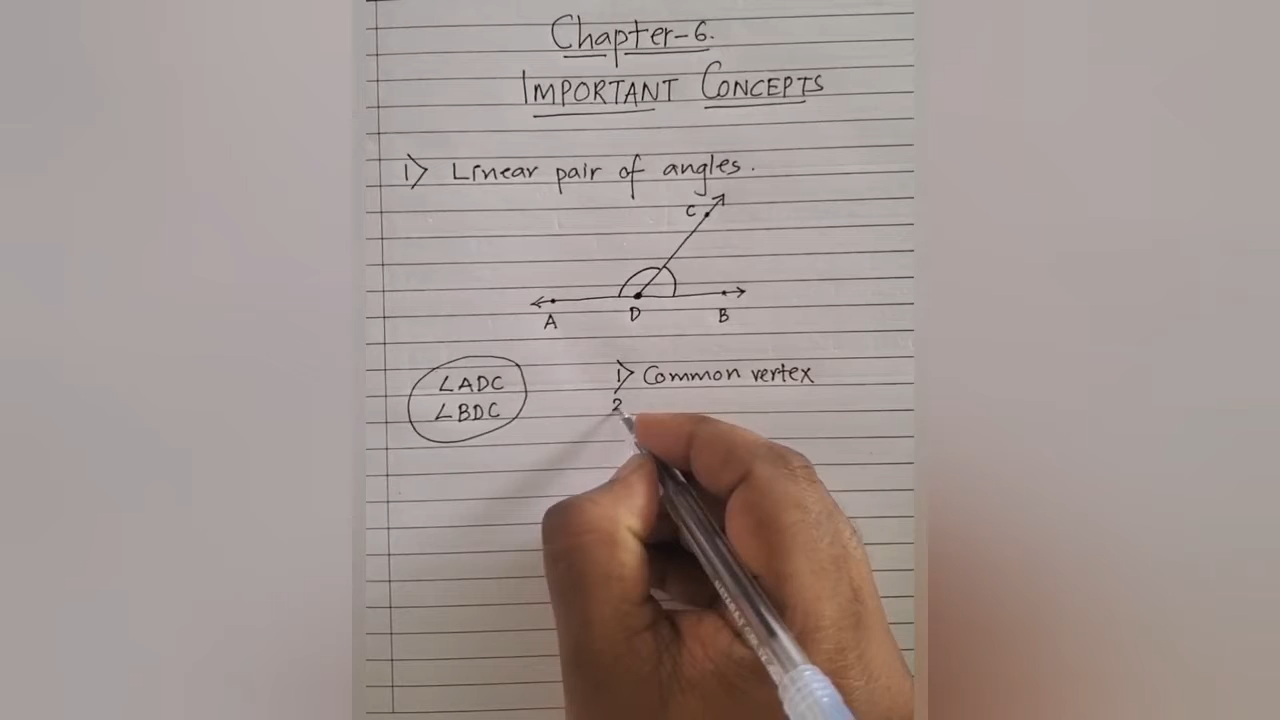 Chapter-6.
IMPORTANT CONCEPTS
1> Linear pair of angles.
C
A D B
∠ADC
∠BDC
1> Common vertex
2